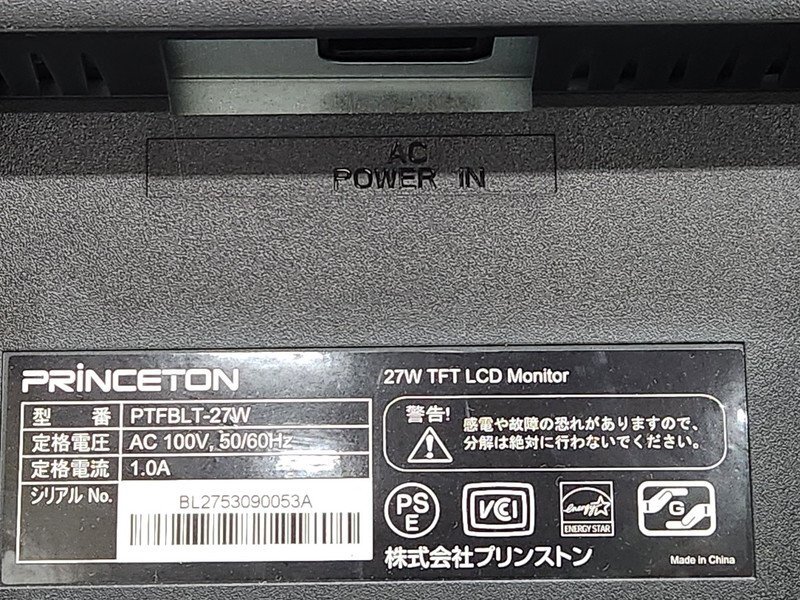 AC
POWER IN
PRINCETON
27W TFT LCD Monitor
型番 PTFBLT-27W
定格電圧 AC 100V, 50/60Hz
定格電流 1.0A
シリアル No. BL2753090053A
警告!
感電や故障の恐れがありますので、
分解は絶対に行わないでください。
PS
E
VCI
energy
ENERGY STAR
G
株式会社プリンストン
Made in China